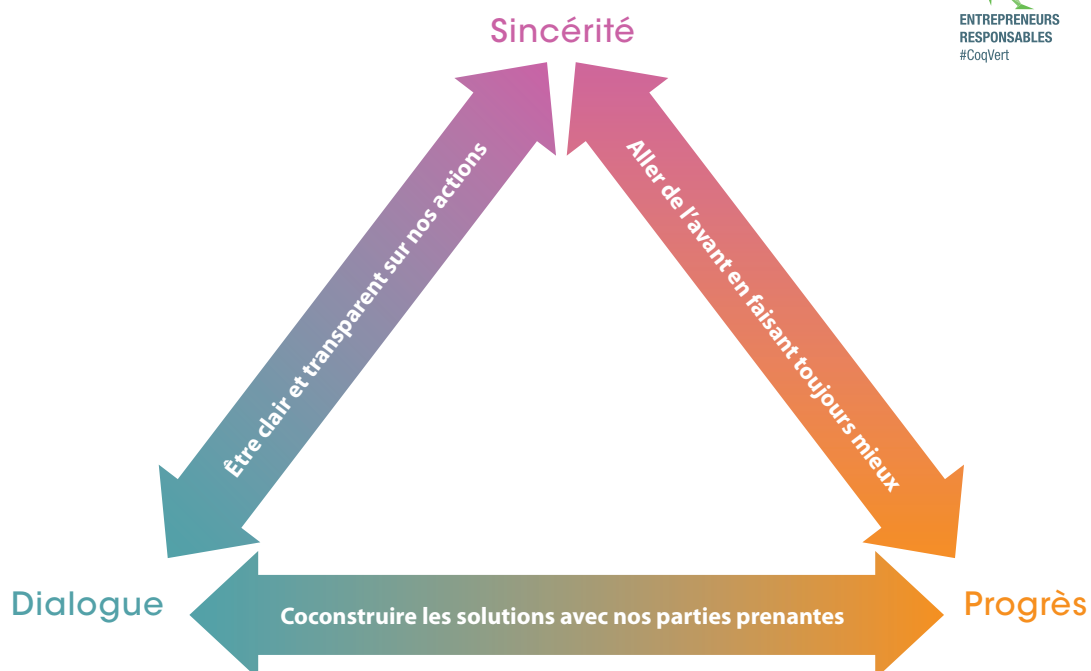 Sincérité
ENTREPRENEURS
RESPONSABLES
#CoqVert
Être clair et transparent sur nos actions
Aller de l'avant en faisant toujours mieux
Dialogue
Coconstruire les solutions avec nos parties prenantes
Progrès